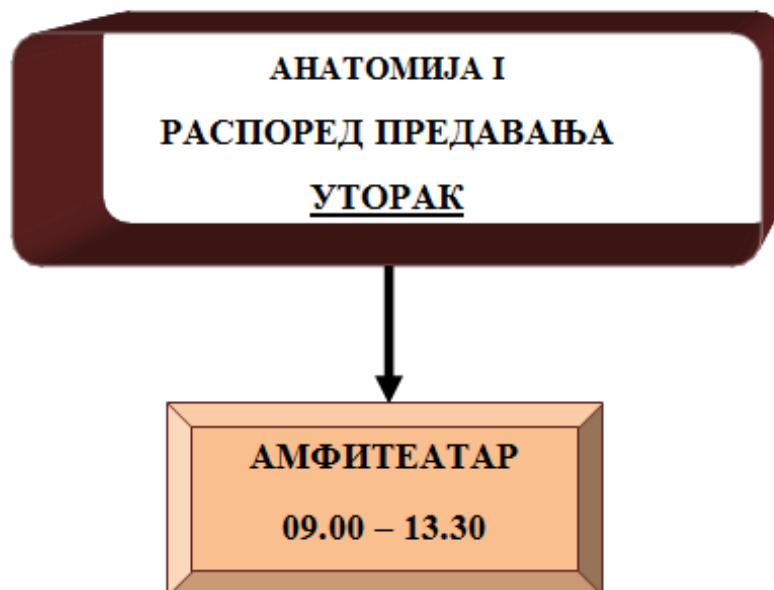 АНАТОМИЈА I
РАСПОРЕД ПРЕДАВАЊА
УТОРАК
АМФИТЕАТАР
09.00 – 13.30